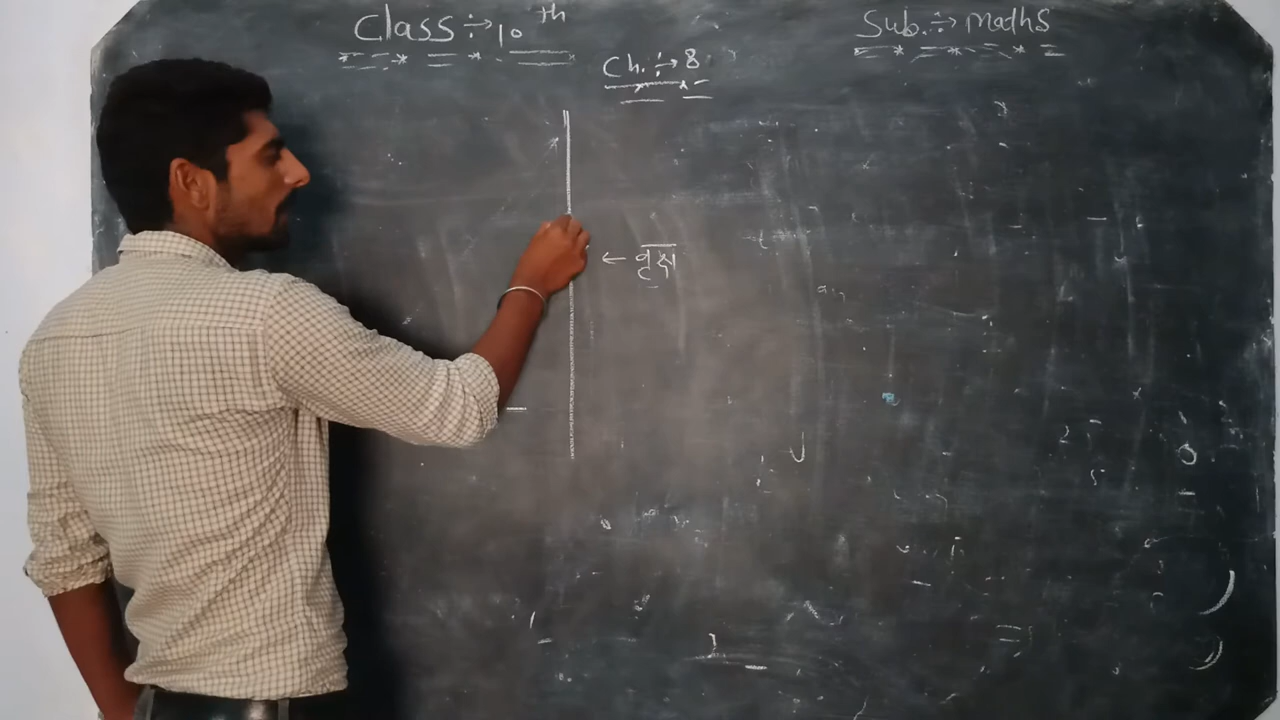 Class ÷→ 10th
Sub. ÷→ maths
Ch. ÷→ 8
← वृक्ष